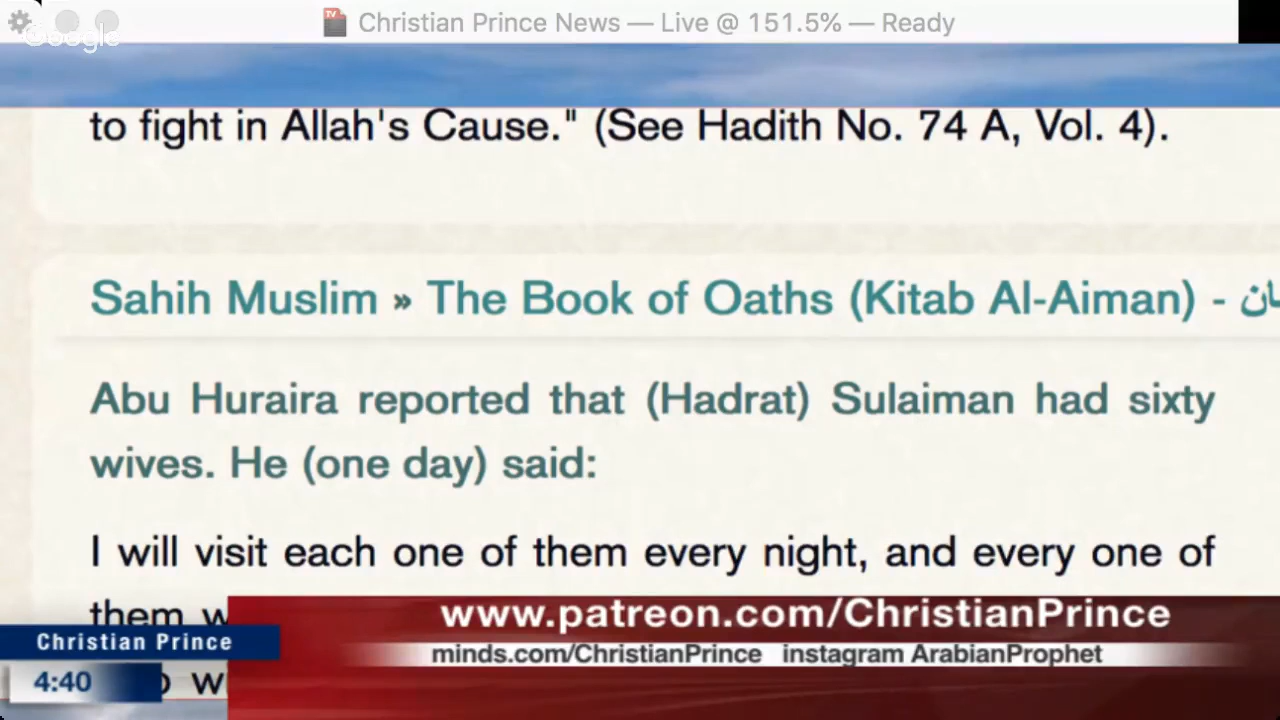 Christian Prince News — Live @ 151.5% — Ready
Google
to fight in Allah's Cause." (See Hadith No. 74 A, Vol. 4).
Sahih Muslim » The Book of Oaths (Kitab Al-Aiman) -
Abu Huraira reported that (Hadrat) Sulaiman had sixty
wives. He (one day) said:
I will visit each one of them every night, and every one of
them w
www.patreon.com/ChristianPrince
Christian Prince
minds.com/ChristianPrince instagram ArabianProphet
4:40